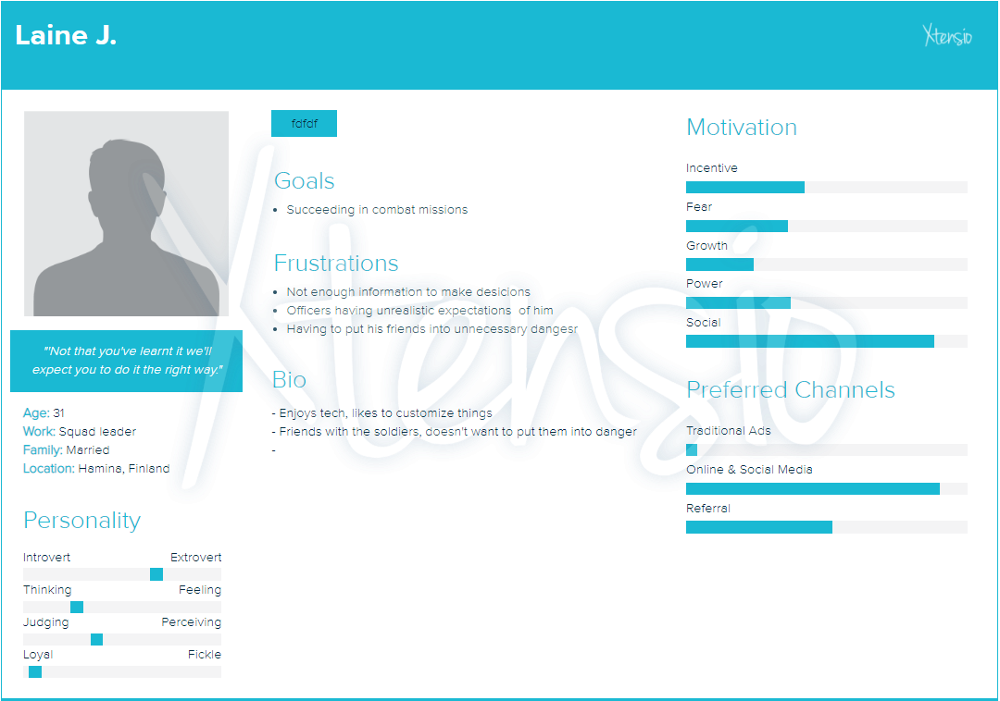 Laine J.
Xtensio
"'Not that you've learnt it we'll
expect you to do it the right way."
Age: 31
Work: Squad leader
Family: Married
Location: Hamina, Finland
Personality
Introvert Extrovert
Thinking Feeling
Judging Perceiving
Loyal Fickle
fdfdf
Goals
• Succeeding in combat missions
Frustrations
• Not enough information to make desicions
• Officers having unrealistic expectations of him
• Having to put his friends into unnecessary dangesr
Bio
- Enjoys tech, likes to customize things
- Friends with the soldiers, doesn't want to put them into danger
-
Motivation
Incentive
Fear
Growth
Power
Social
Preferred Channels
Traditional Ads
Online & Social Media
Referral
Xtensio